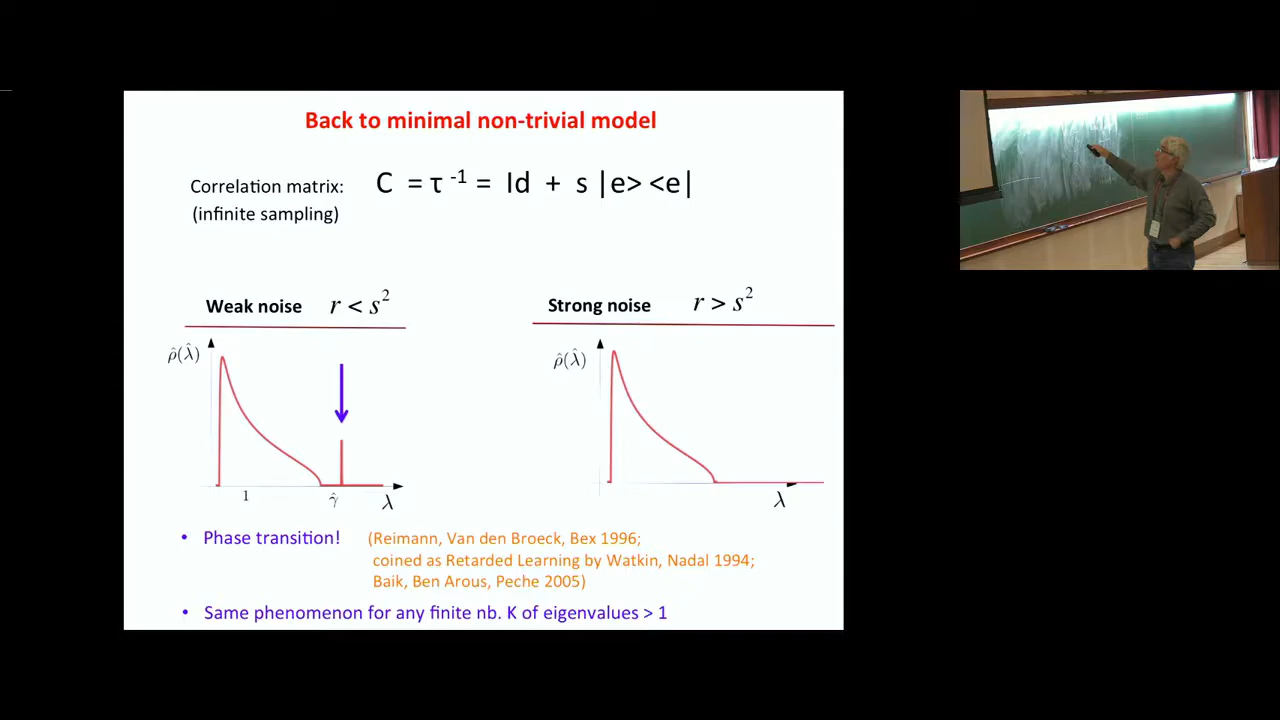 Back to minimal non-trivial model
Correlation matrix: C = τ⁻¹ = Id + s |e> <e|
(infinite sampling)
Weak noise r < s²
Strong noise r > s²
ρ̂(λ̂)
1
γ̂
λ
ρ̂(λ̂)
λ
• Phase transition! (Reimann, Van den Broeck, Bex 1996;
coined as Retarded Learning by Watkin, Nadal 1994;
Baik, Ben Arous, Peche 2005)
• Same phenomenon for any finite nb. K of eigenvalues > 1